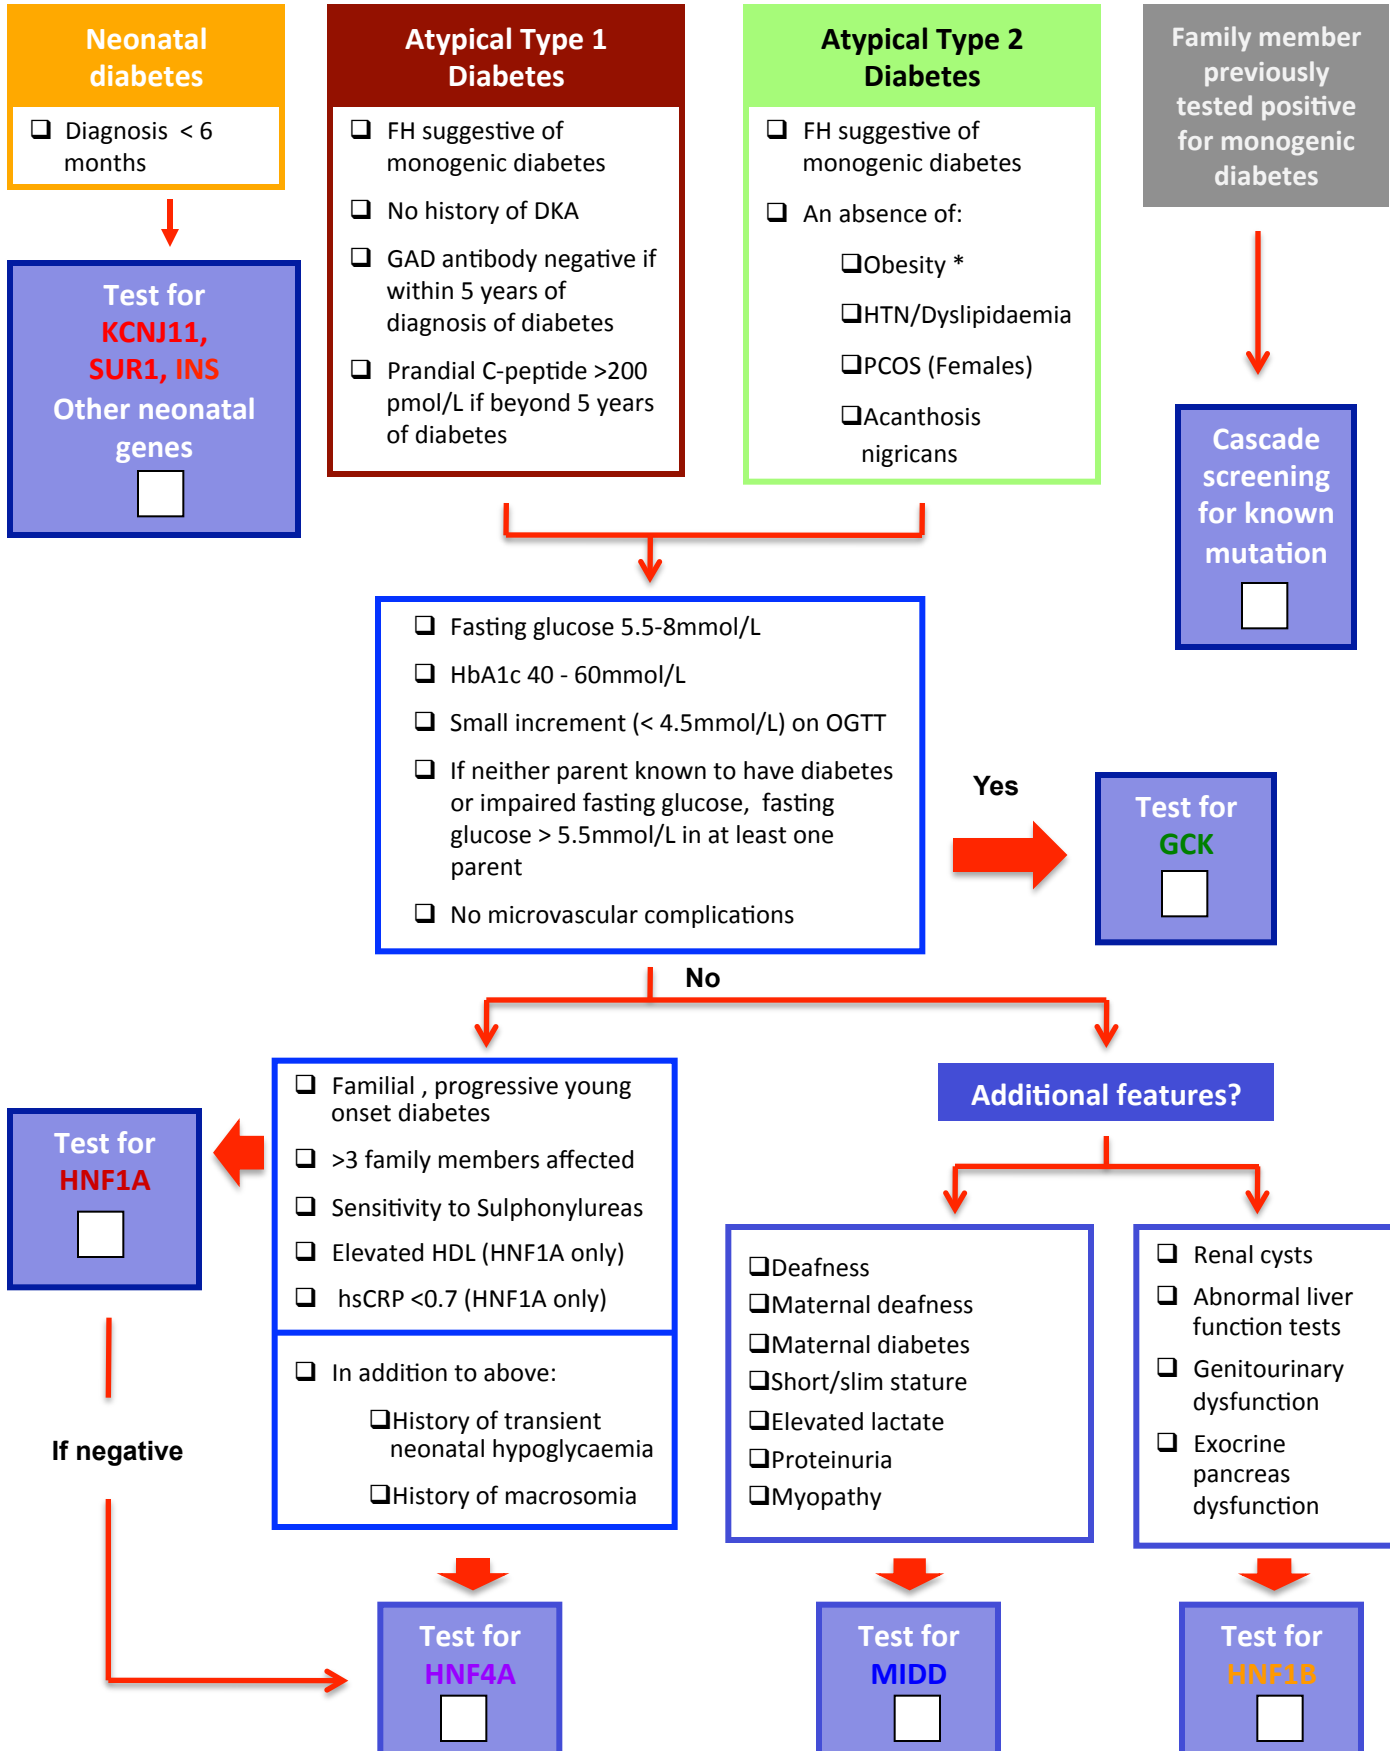 Neonatal
diabetes
❑ Diagnosis < 6
months
Test for
KCNJ11,
SUR1, INS
Other neonatal
genes
Atypical Type 1
Diabetes
❑ FH suggestive of
monogenic diabetes
❑ No history of DKA
❑ GAD antibody negative if
within 5 years of
diagnosis of diabetes
❑ Prandial C-peptide >200
pmol/L if beyond 5 years
of diabetes
Atypical Type 2
Diabetes
❑ FH suggestive of
monogenic diabetes
❑ An absence of:
❑Obesity *
❑HTN/Dyslipidaemia
❑PCOS (Females)
❑Acanthosis
nigricans
Family member
previously
tested positive
for monogenic
diabetes
Cascade
screening
for known
mutation
❑ Fasting glucose 5.5-8mmol/L
❑ HbA1c 40 - 60mmol/L
❑ Small increment (< 4.5mmol/L) on OGTT
❑ If neither parent known to have diabetes
or impaired fasting glucose, fasting
glucose > 5.5mmol/L in at least one
parent
❑ No microvascular complications
Yes
Test for
GCK
No
❑ Familial , progressive young
onset diabetes
❑ >3 family members affected
❑ Sensitivity to Sulphonylureas
❑ Elevated HDL (HNF1A only)
❑ hsCRP <0.7 (HNF1A only)
Test for
HNF1A
If negative
❑ In addition to above:
❑History of transient
neonatal hypoglycaemia
❑History of macrosomia
Test for
HNF4A
Additional features?
❑Deafness
❑Maternal deafness
❑Maternal diabetes
❑Short/slim stature
❑Elevated lactate
❑Proteinuria
❑Myopathy
Test for
MIDD
❑ Renal cysts
❑ Abnormal liver
function tests
❑ Genitourinary
dysfunction
❑ Exocrine
pancreas
dysfunction
Test for
HNF1B